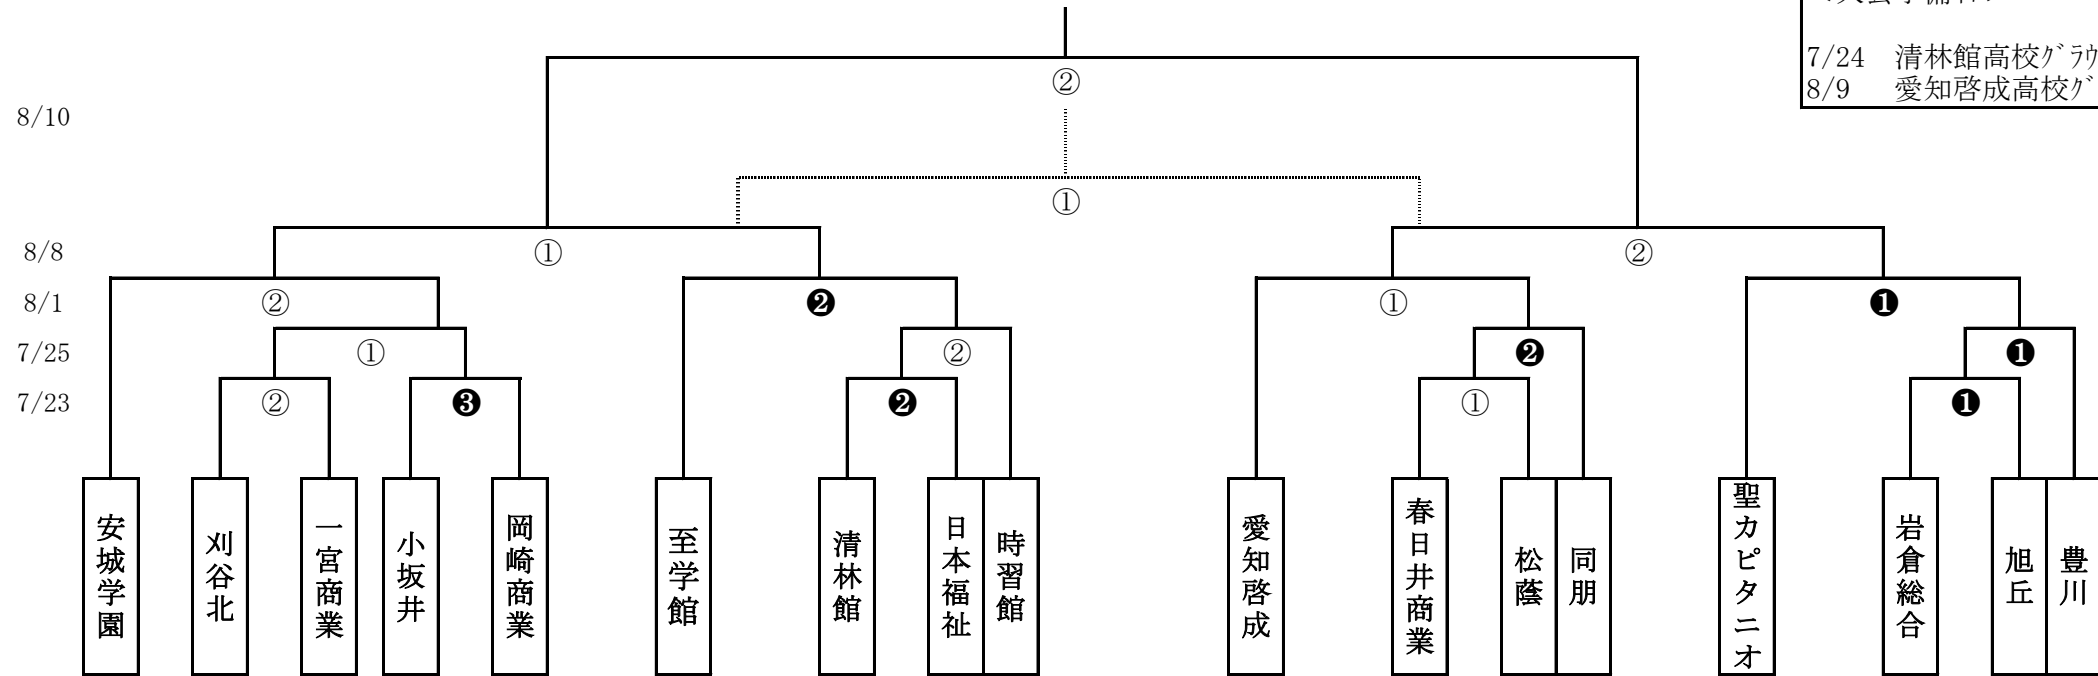 7/24 清林館高校ｸﾞﾗｳ
8/9 愛知啓成高校ｸﾞ
②
8/10
①
8/8 ① ②
8/1 ② ❷ ① ❶
7/25 ① ② ❷ ❶
7/23 ② ❸ ❷ ① ❶
安城学園
刈谷北
一宮商業
小坂井
岡崎商業
至学館
清林館
日本福祉
時習館
愛知啓成
春日井商業
松蔭
同朋
聖カピタニオ
岩倉総合
旭丘
豊川